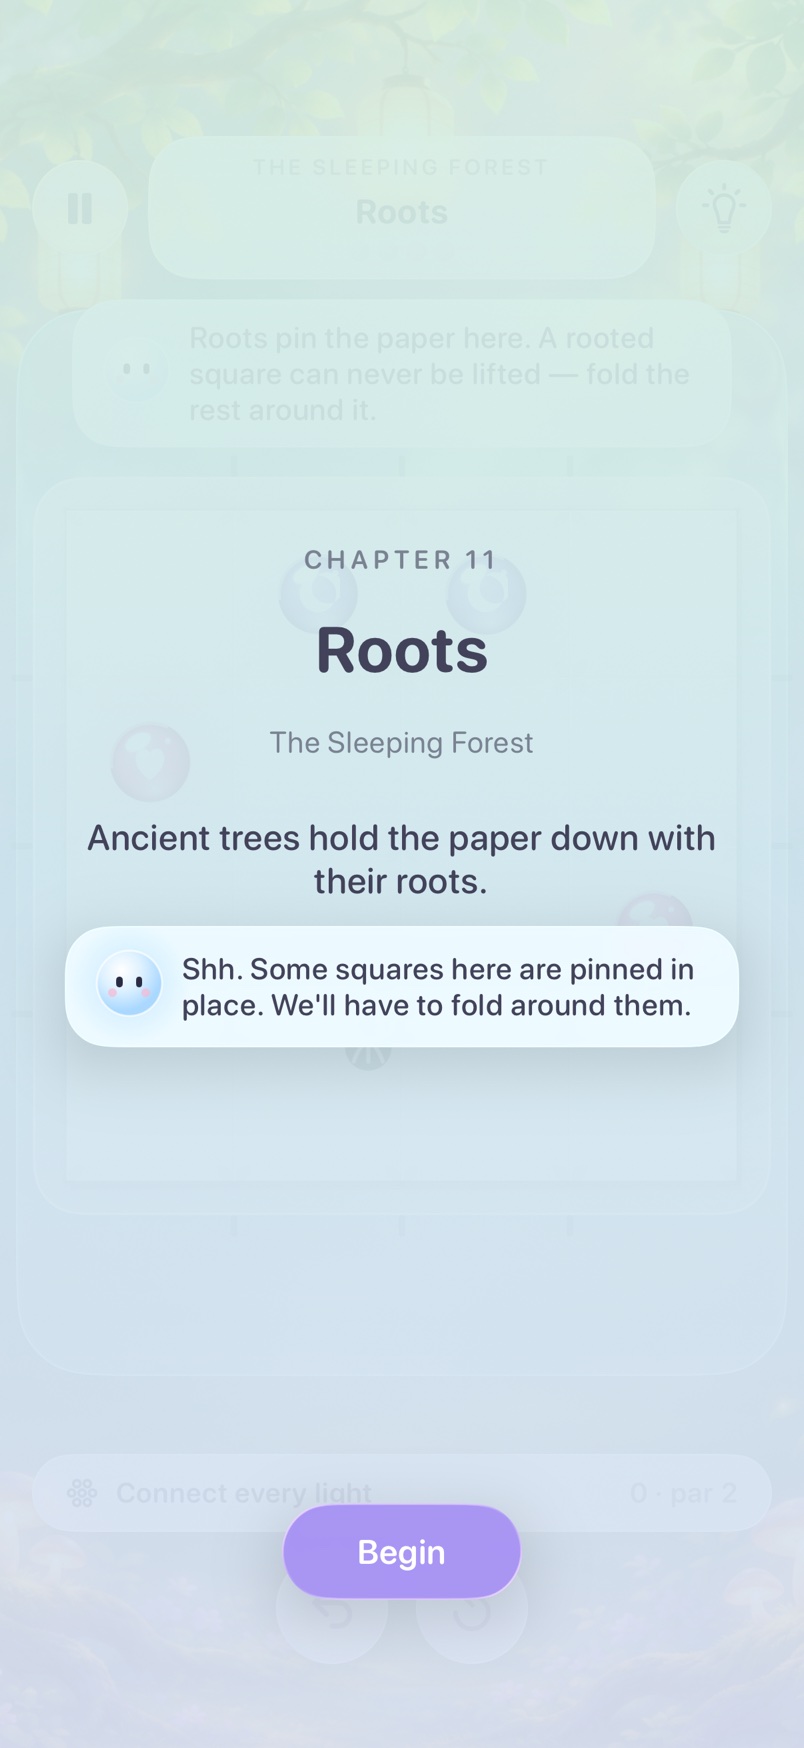 THE SLEEPING FOREST
Roots
Roots pin the paper here. A rooted
square can never be lifted — fold the
rest around it.
CHAPTER 11
Roots
The Sleeping Forest
Ancient trees hold the paper down with
their roots.
Shh. Some squares here are pinned in
place. We'll have to fold around them.
Connect every light
0 · par 2
Begin